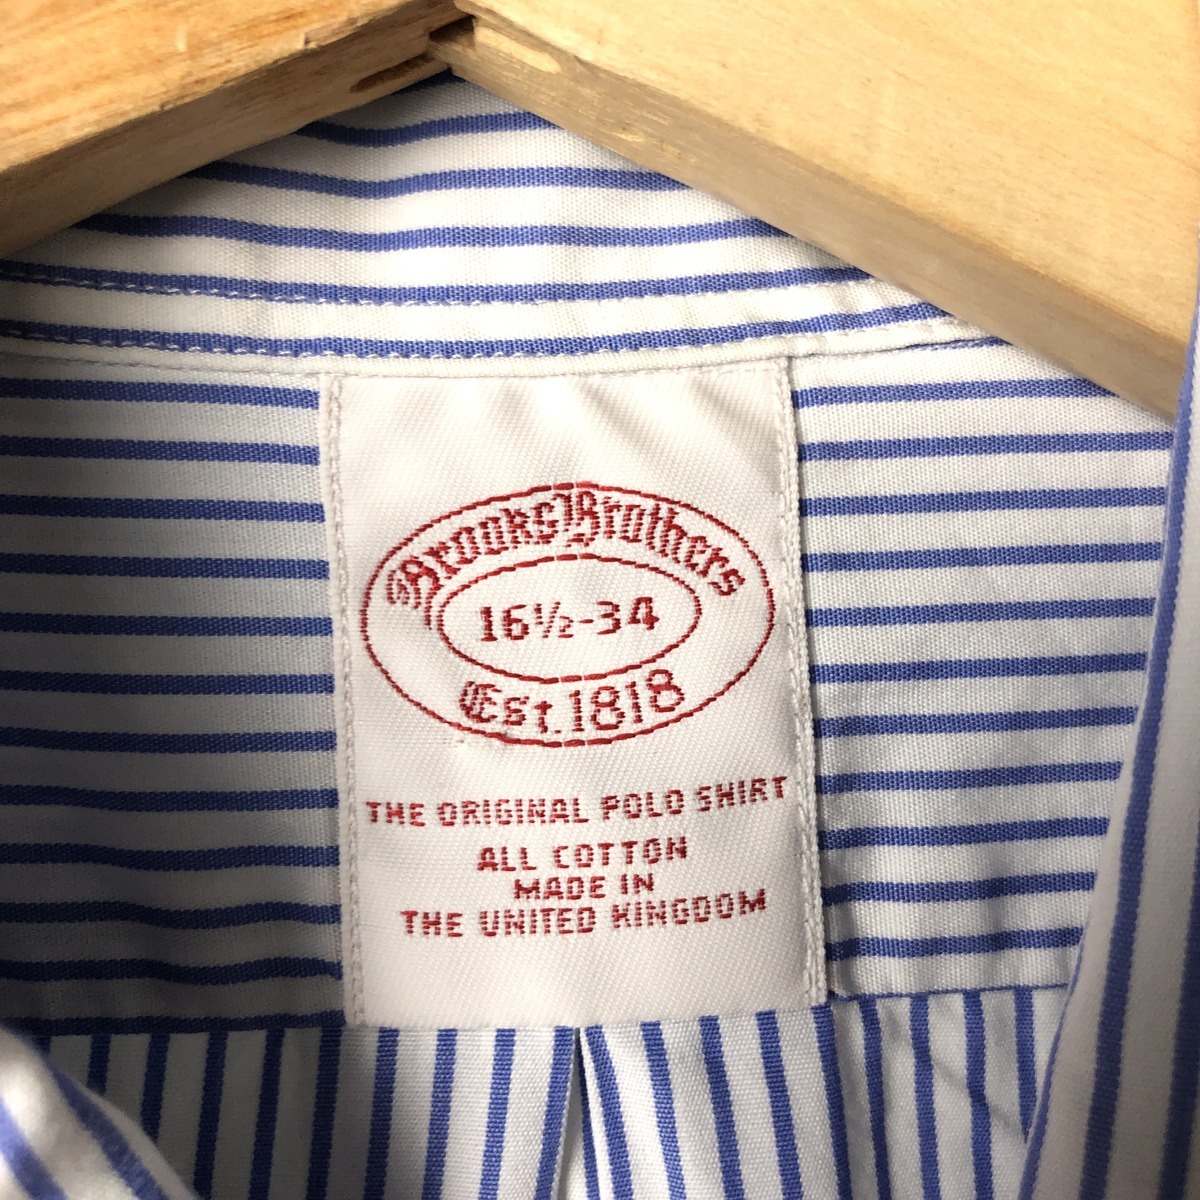 Brooks Brothers
16½-34
Est. 1818
THE ORIGINAL POLO SHIRT
ALL COTTON
MADE IN
THE UNITED KINGDOM